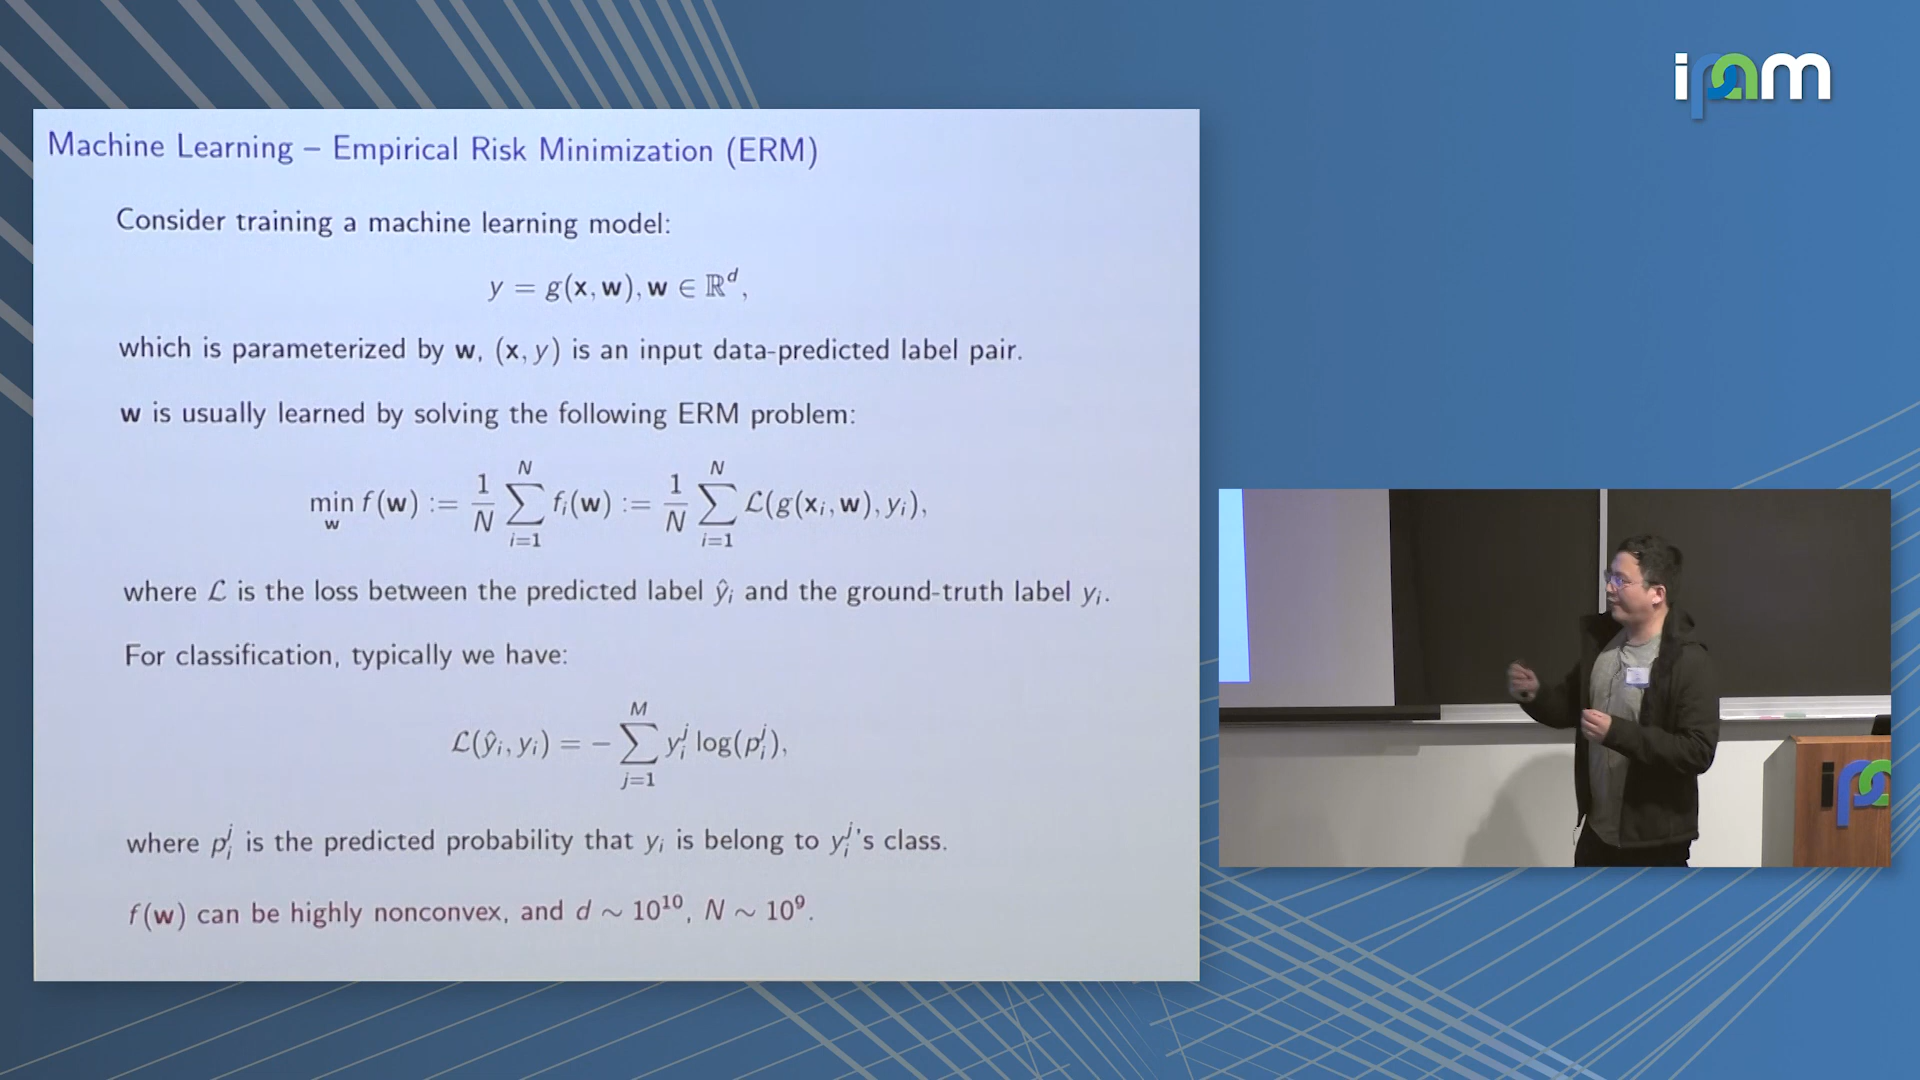 ipam
Machine Learning – Empirical Risk Minimization (ERM)
Consider training a machine learning model:
y = g(x, w), w ∈ ℝ^d,
which is parameterized by w, (x, y) is an input data-predicted label pair.
w is usually learned by solving the following ERM problem:
min_w f(w) := 1/N ∑_{i=1}^{N} f_i(w) := 1/N ∑_{i=1}^{N} ℒ(g(x_i, w), y_i),
where ℒ is the loss between the predicted label ŷ_i and the ground-truth label y_i.
For classification, typically we have:
ℒ(ŷ_i, y_i) = − ∑_{j=1}^{M} y_i^j log(p_i^j),
where p_i^j is the predicted probability that y_i is belong to y_i^j's class.
f(w) can be highly nonconvex, and d ∼ 10^10, N ∼ 10^9.